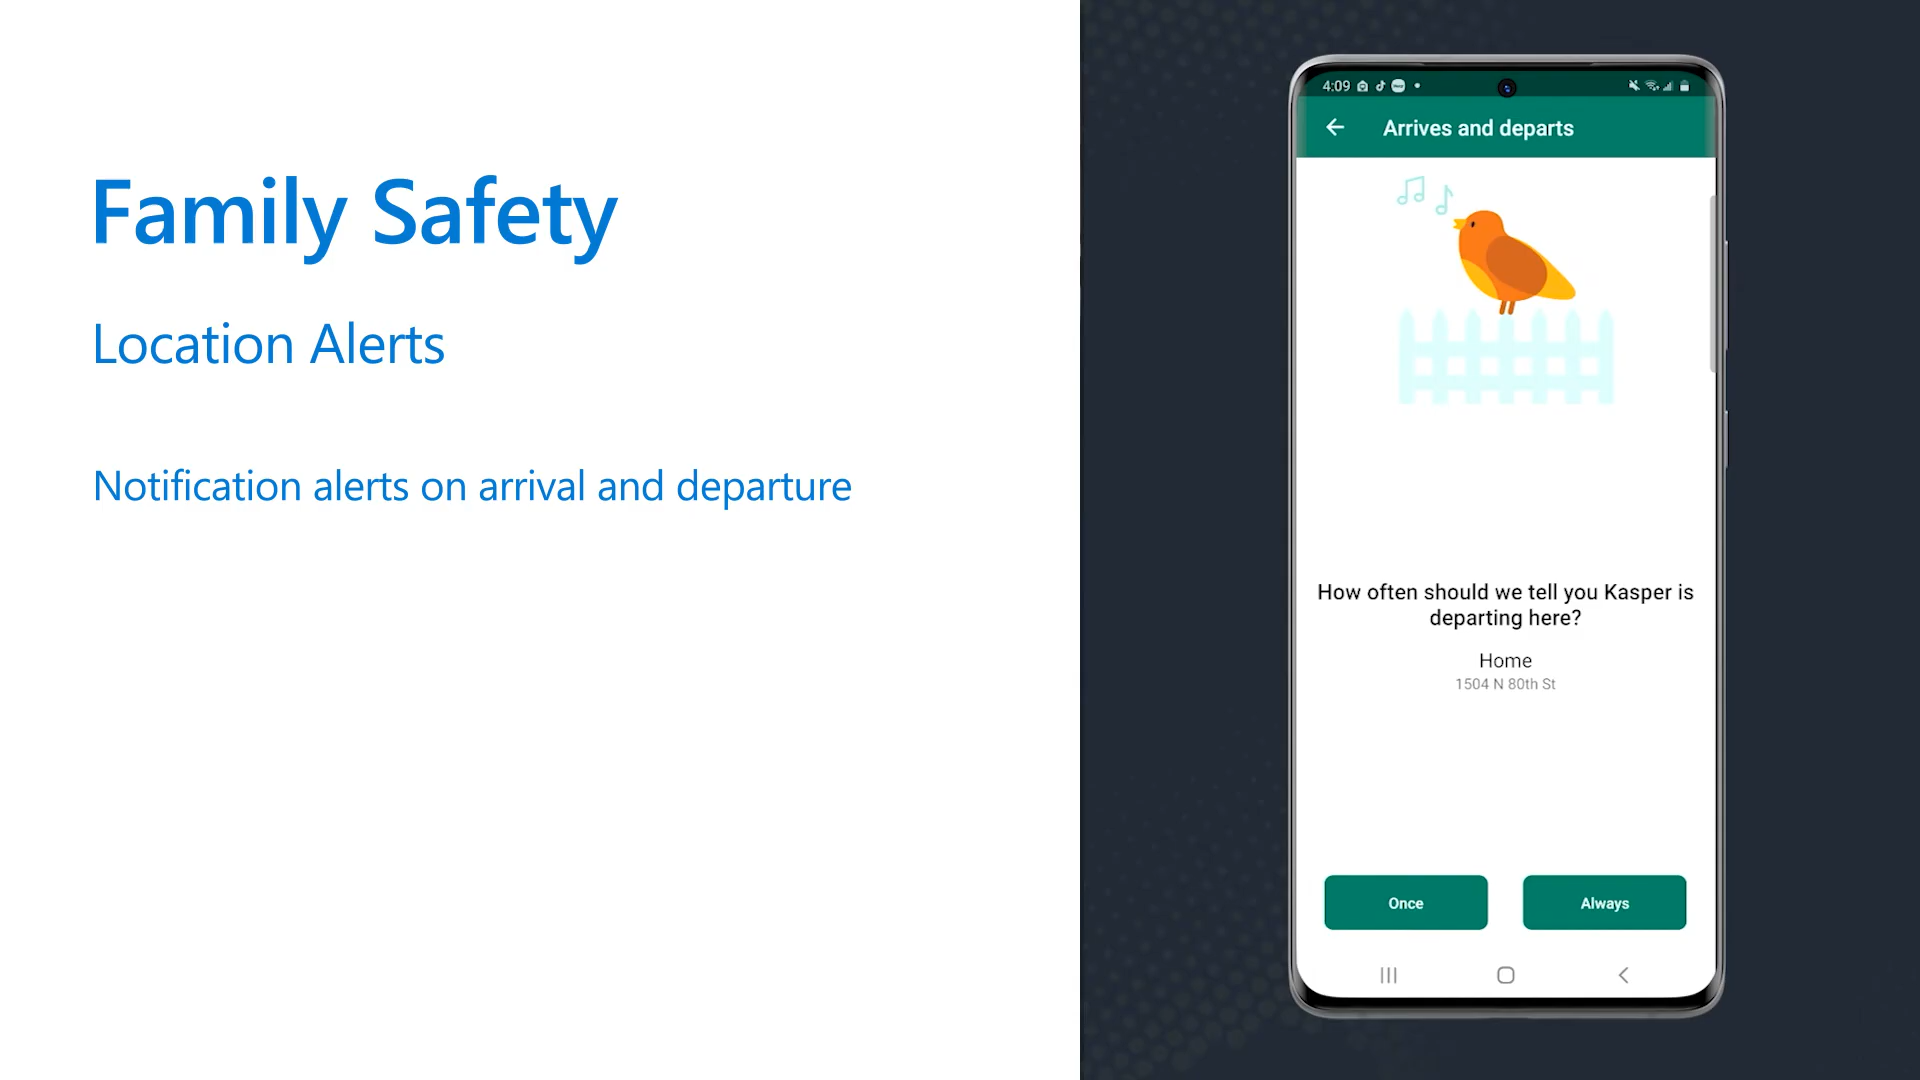 Family Safety
Location Alerts
Notification alerts on arrival and departure
4:09
Arrives and departs
How often should we tell you Kasper is
departing here?
Home
1504 N 80th St
Once
Always